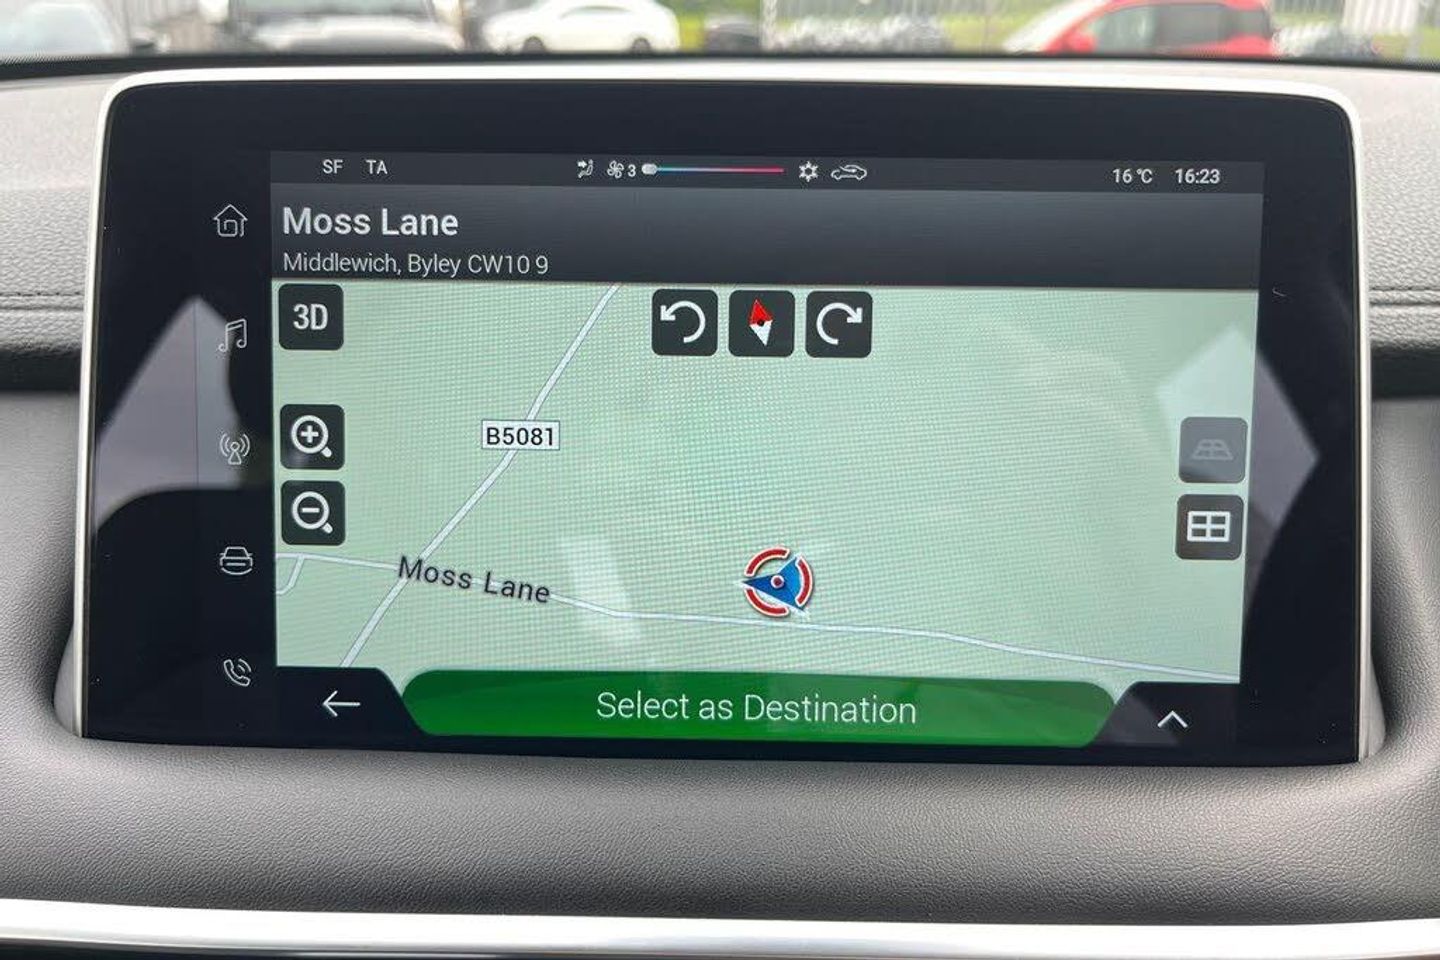 SF TA 3 16 °C 16:23
Moss Lane
Middlewich, Byley CW10 9
3D
B5081
Moss Lane
Select as Destination